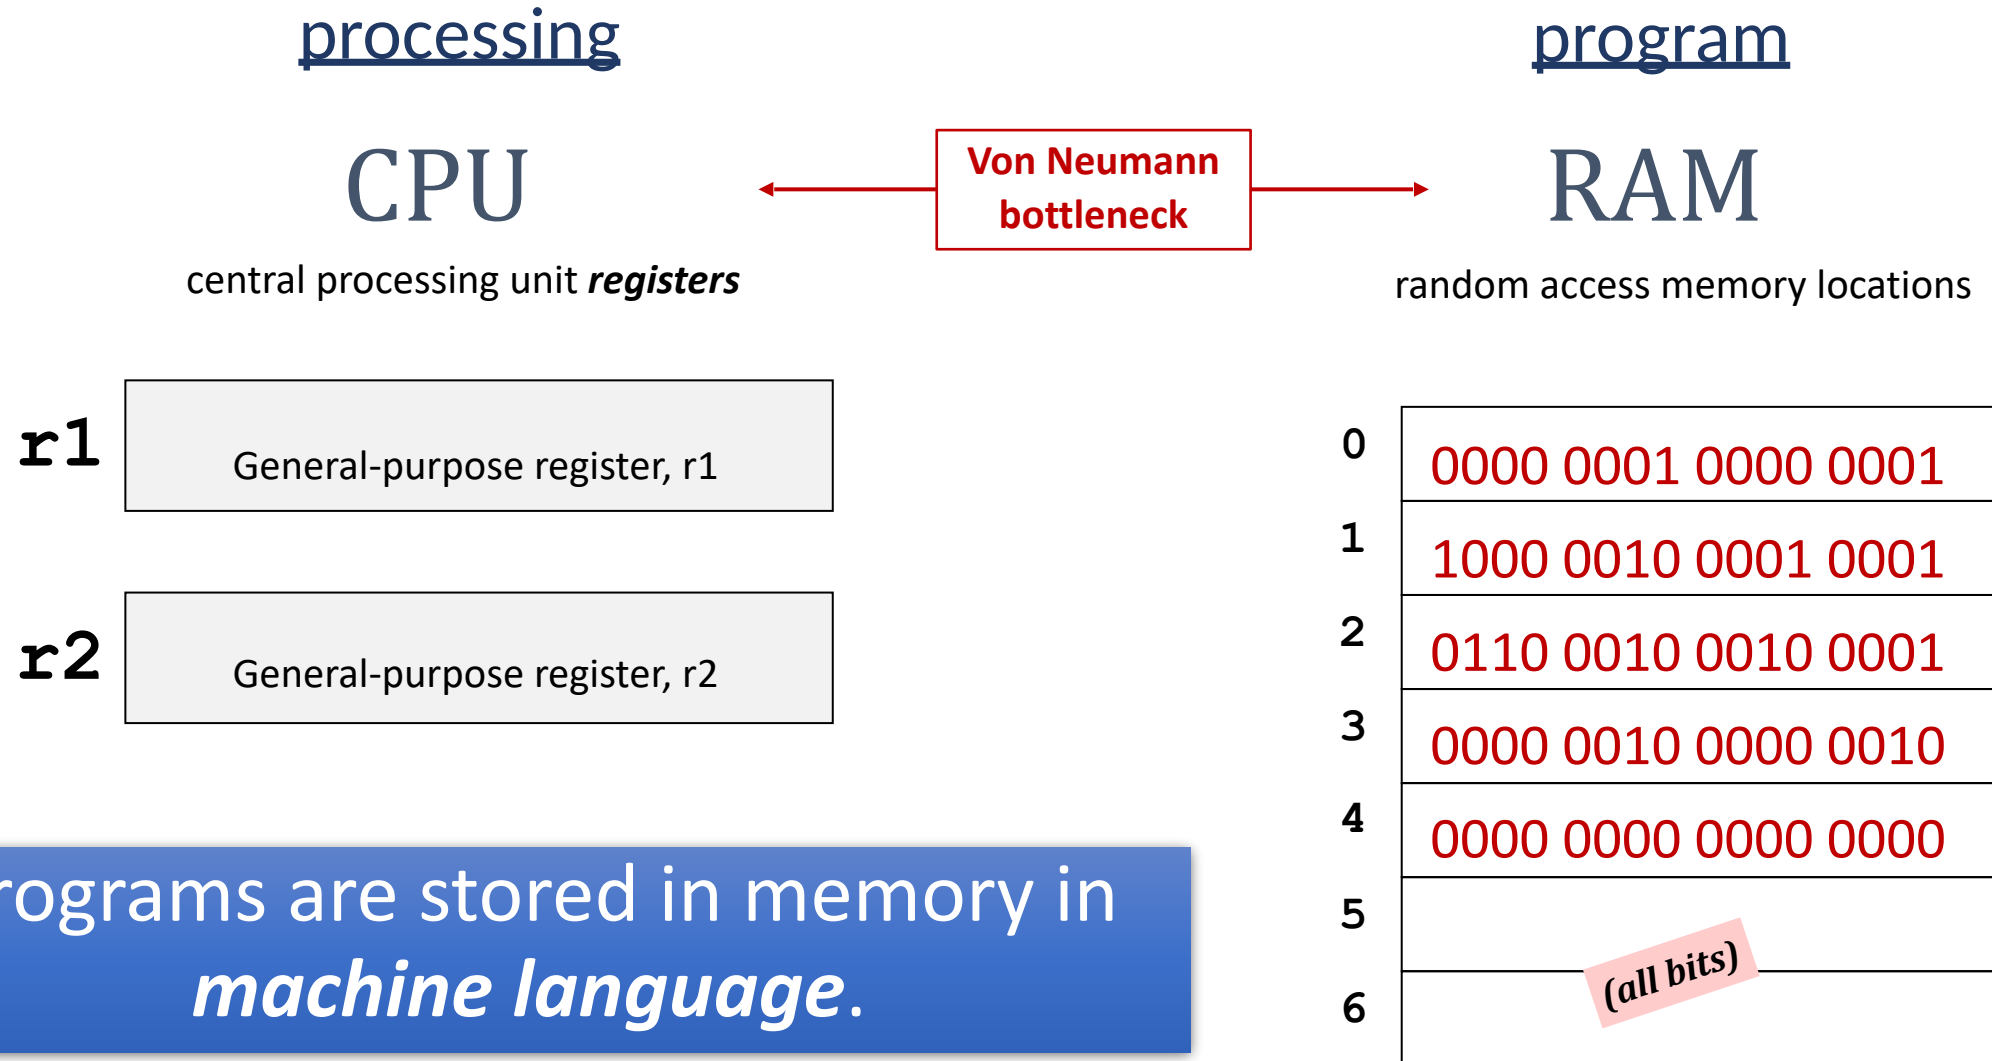 processing
CPU
central processing unit registers
Von Neumann
bottleneck
program
RAM
random access memory locations
r1
General-purpose register, r1
r2
General-purpose register, r2
rograms are stored in memory in
machine language.
0 0000 0001 0000 0001
1 1000 0010 0001 0001
2 0110 0010 0010 0001
3 0000 0010 0000 0010
4 0000 0000 0000 0000
5
(all bits)
6